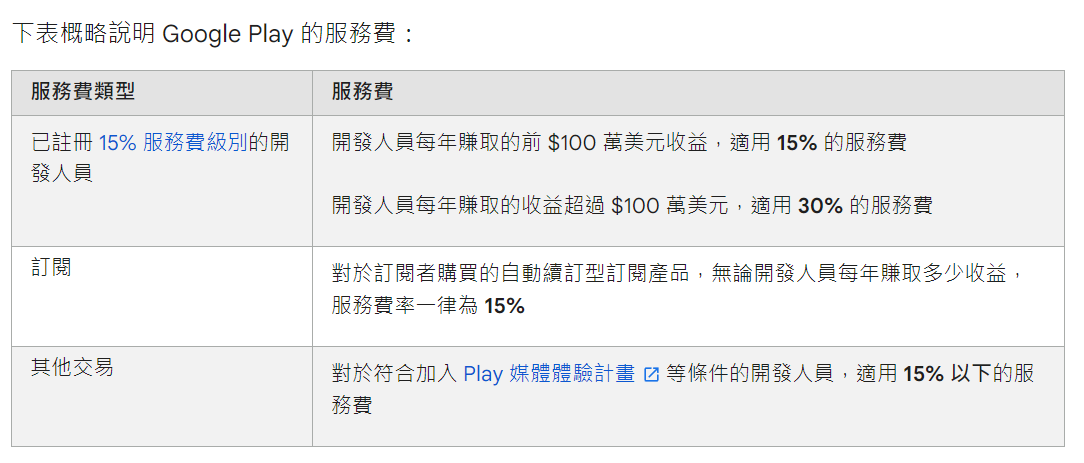 下表概略說明 Google Play 的服務費：
服務費類型
服務費
已註冊 15% 服務費級別的開
發人員
開發人員每年賺取的前 $100 萬美元收益，適用 15% 的服務費
開發人員每年賺取的收益超過 $100 萬美元，適用 30% 的服務費
訂閱
對於訂閱者購買的自動續訂型訂閱產品，無論開發人員每年賺取多少收益，
服務費率一律為 15%
其他交易
對於符合加入 Play 媒體體驗計畫 等條件的開發人員，適用 15% 以下的服
務費